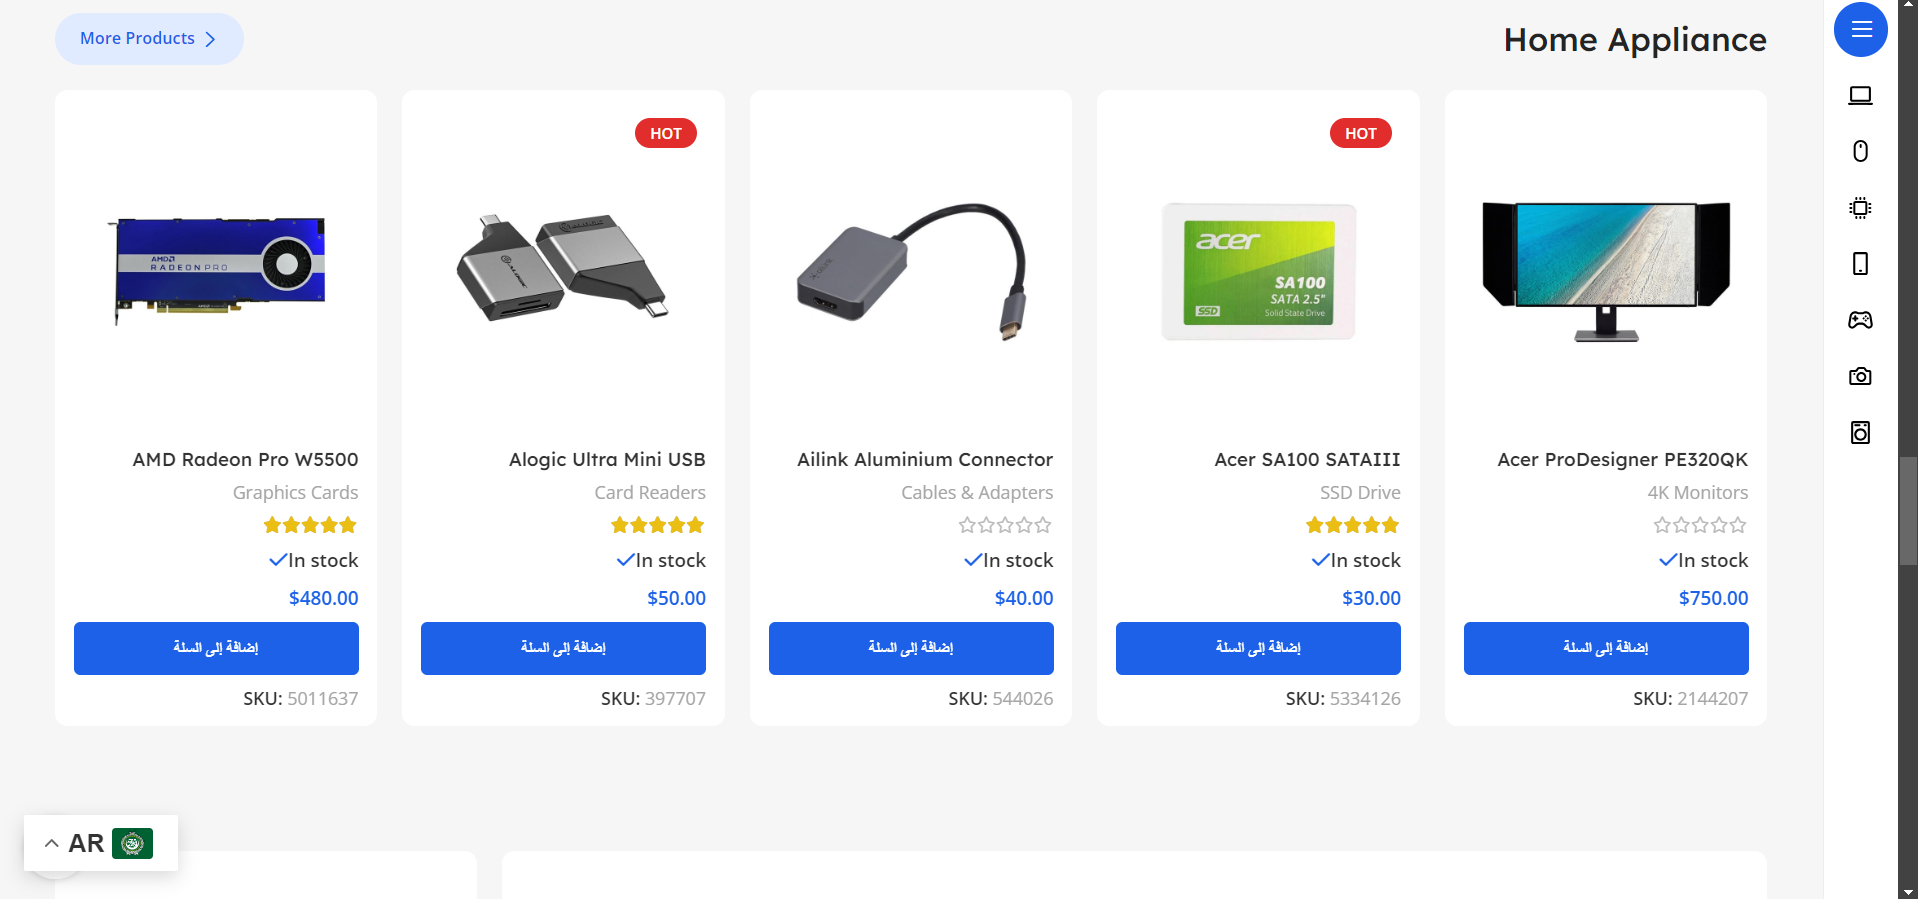 More Products
Home Appliance
HOT
HOT
AMD
RADEON PRO
ALOGIC
acer
SA100
SATA 2.5"
Solid State Drive
SSD
AMD Radeon Pro W5500
Graphics Cards
In stock
$480.00
إضافة إلى السلة
SKU: 5011637
Alogic Ultra Mini USB
Card Readers
In stock
$50.00
إضافة إلى السلة
SKU: 397707
Ailink Aluminium Connector
Cables & Adapters
In stock
$40.00
إضافة إلى السلة
SKU: 544026
Acer SA100 SATAIII
SSD Drive
In stock
$30.00
إضافة إلى السلة
SKU: 5334126
Acer ProDesigner PE320QK
4K Monitors
In stock
$750.00
إضافة إلى السلة
SKU: 2144207
AR